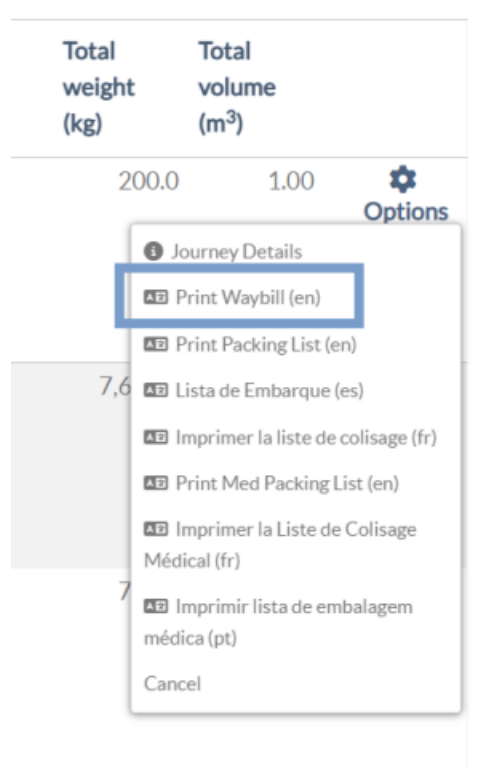 Total Total
weight volume
(kg) (m³)
200.0 1.00
Options
Journey Details
Print Waybill (en)
Print Packing List (en)
7,6
Lista de Embarque (es)
Imprimer la liste de colisage (fr)
Print Med Packing List (en)
Imprimer la Liste de Colisage
Médical (fr)
7
Imprimir lista de embalagem
médica (pt)
Cancel